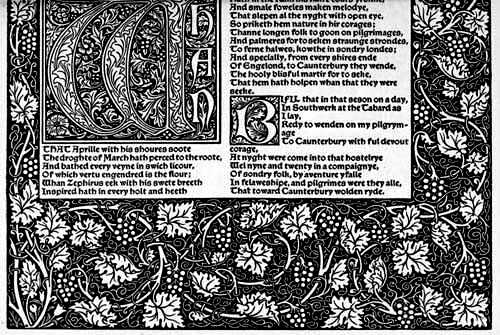 WHAN
THAT Aprille with his shoures soote
The droghte of March hath perced to the roote,
And bathed every veyne in swich licour,
Of which vertu engendred is the flour;
Whan Zephirus eek with his swete breeth
Inspired hath in every holt and heeth
And smale foweles maken melodye,
That slepen al the nyght with open eye,
So priketh hem nature in hir corages;
Thanne longen folk to goon on pilgrimages,
And palmeres for to seken straunge strondes,
To ferne halwes, kowthe in sondry londes;
And specially, from every shires ende
Of Engelond, to Caunterbury they wende,
The hooly blisful martir for to seke,
That hem hath holpen whan that they were
seeke.
BIFIL that in that seson on a day,
In Southwerk at the Tabard as
I lay,
Redy to wenden on my pilgrym-
age
To Caunterbury with ful devout
corage,
At nyght were come into that hostelrye
Wel nyne and twenty in a compaignye,
Of sondry folk, by aventure yfalle
In felaweshipe, and pilgrimes were they alle,
That toward Caunterbury wolden ryde.